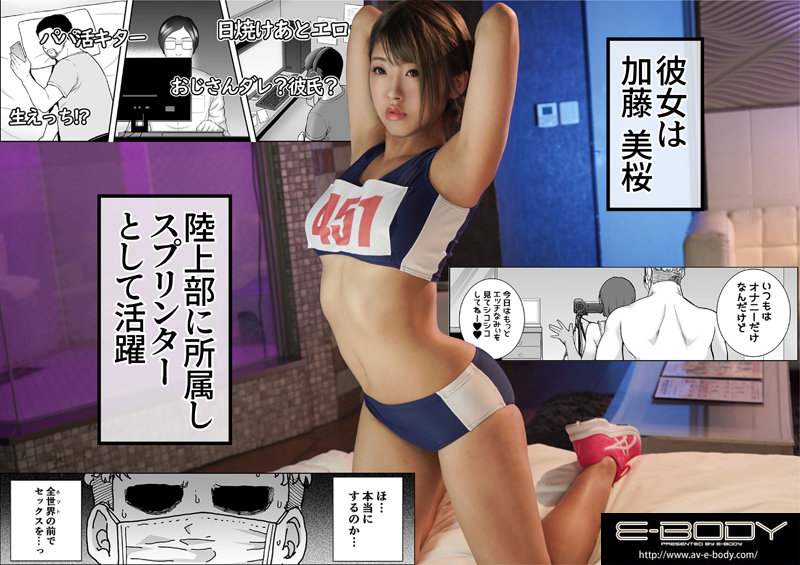 パパ活キター
生えっち!?
おじさんダレ？彼氏？
日焼けあとエロ
彼女は
加藤 美桜
451
陸上部に所属し
スプリンター
として活躍
いつもは
オナニーだけ
なんだけど
今日はもっと
エッチなみぃを
見てシコシコ
してねー♥♥
ほ…
本当に
するのか…
ネット
全世界の前で
セックスを…っ
E-BODY
PRESENTED BY E-BODY
http://www.av-e-body.com/